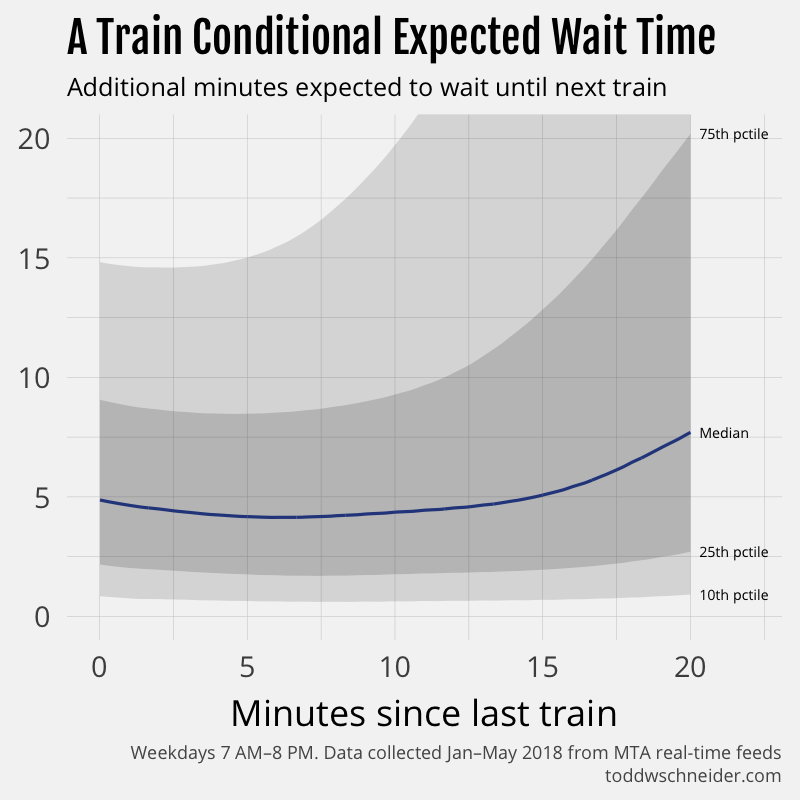 A Train Conditional Expected Wait Time
Additional minutes expected to wait until next train
20
15
10
5
0
75th pctile
Median
25th pctile
10th pctile
0 5 10 15 20
Minutes since last train
Weekdays 7 AM–8 PM. Data collected Jan–May 2018 from MTA real-time feeds
toddwschneider.com